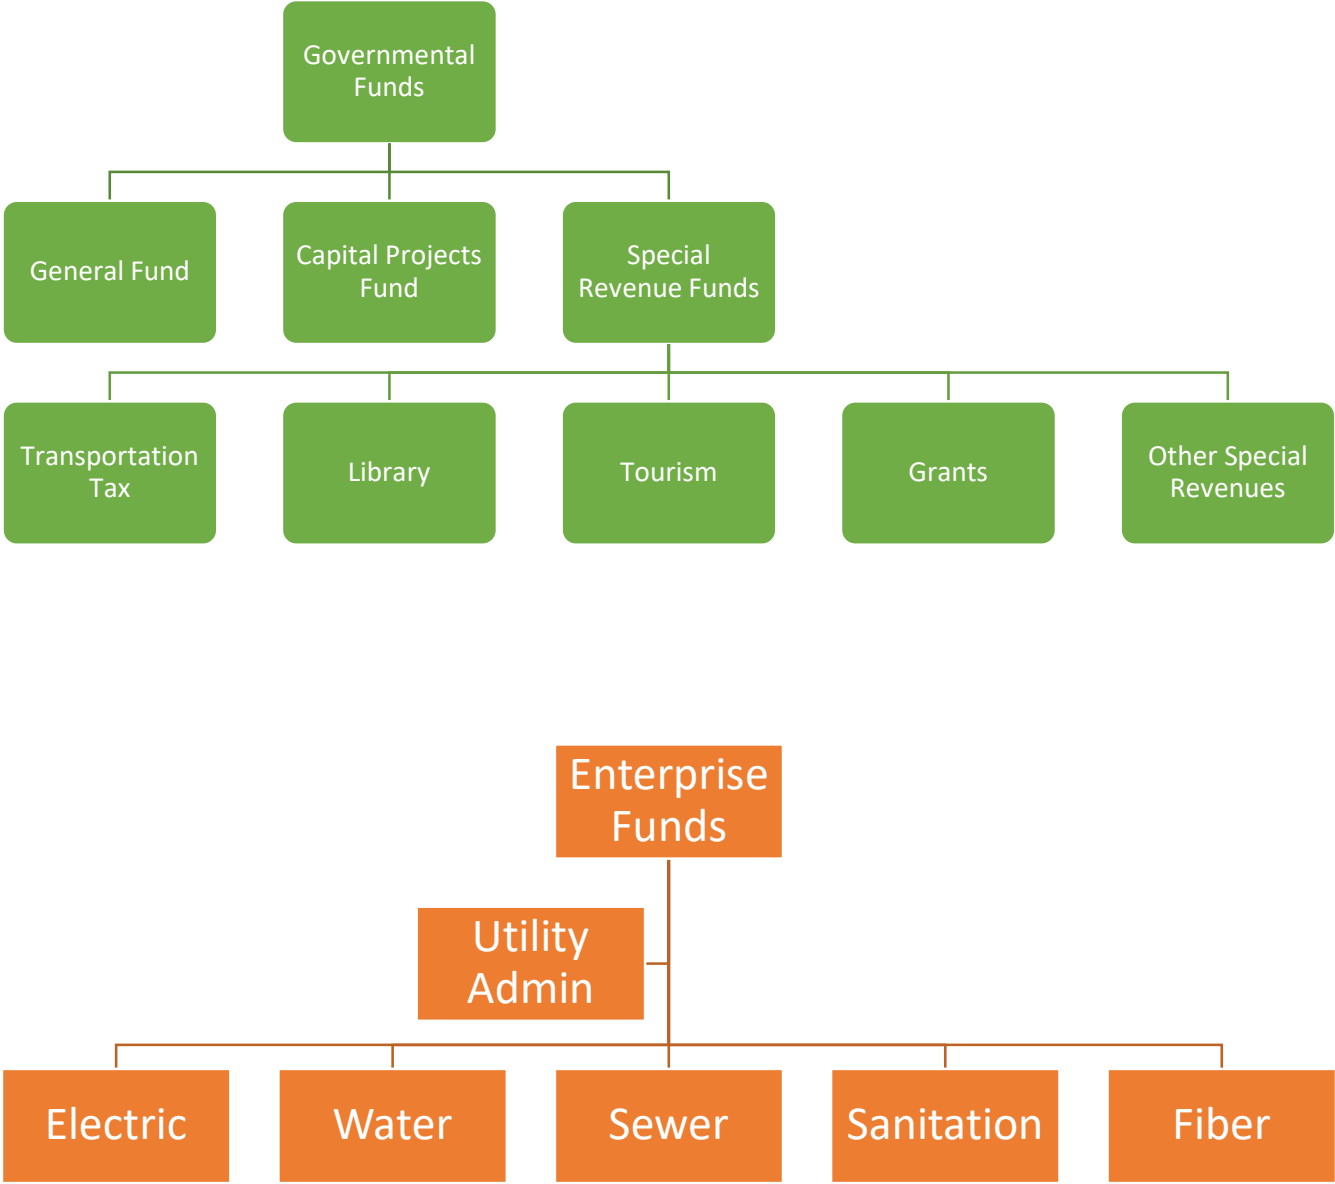 Governmental
Funds
General Fund
Capital Projects
Fund
Special
Revenue Funds
Transportation
Tax
Library
Tourism
Grants
Other Special
Revenues
Enterprise
Funds
Utility
Admin
Electric
Water
Sewer
Sanitation
Fiber